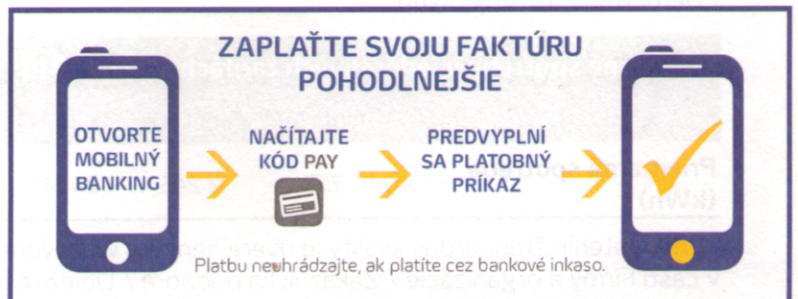 ZAPLAŤTE SVOJU FAKTÚRU
POHODLNEJŠIE
OTVORTE
MOBILNÝ
BANKING
NAČÍTAJTE
KÓD PAY
PREDVYPLNÍ
SA PLATOBNÝ
PRÍKAZ
Platbu neuhrádzajte, ak platíte cez bankové inkaso.